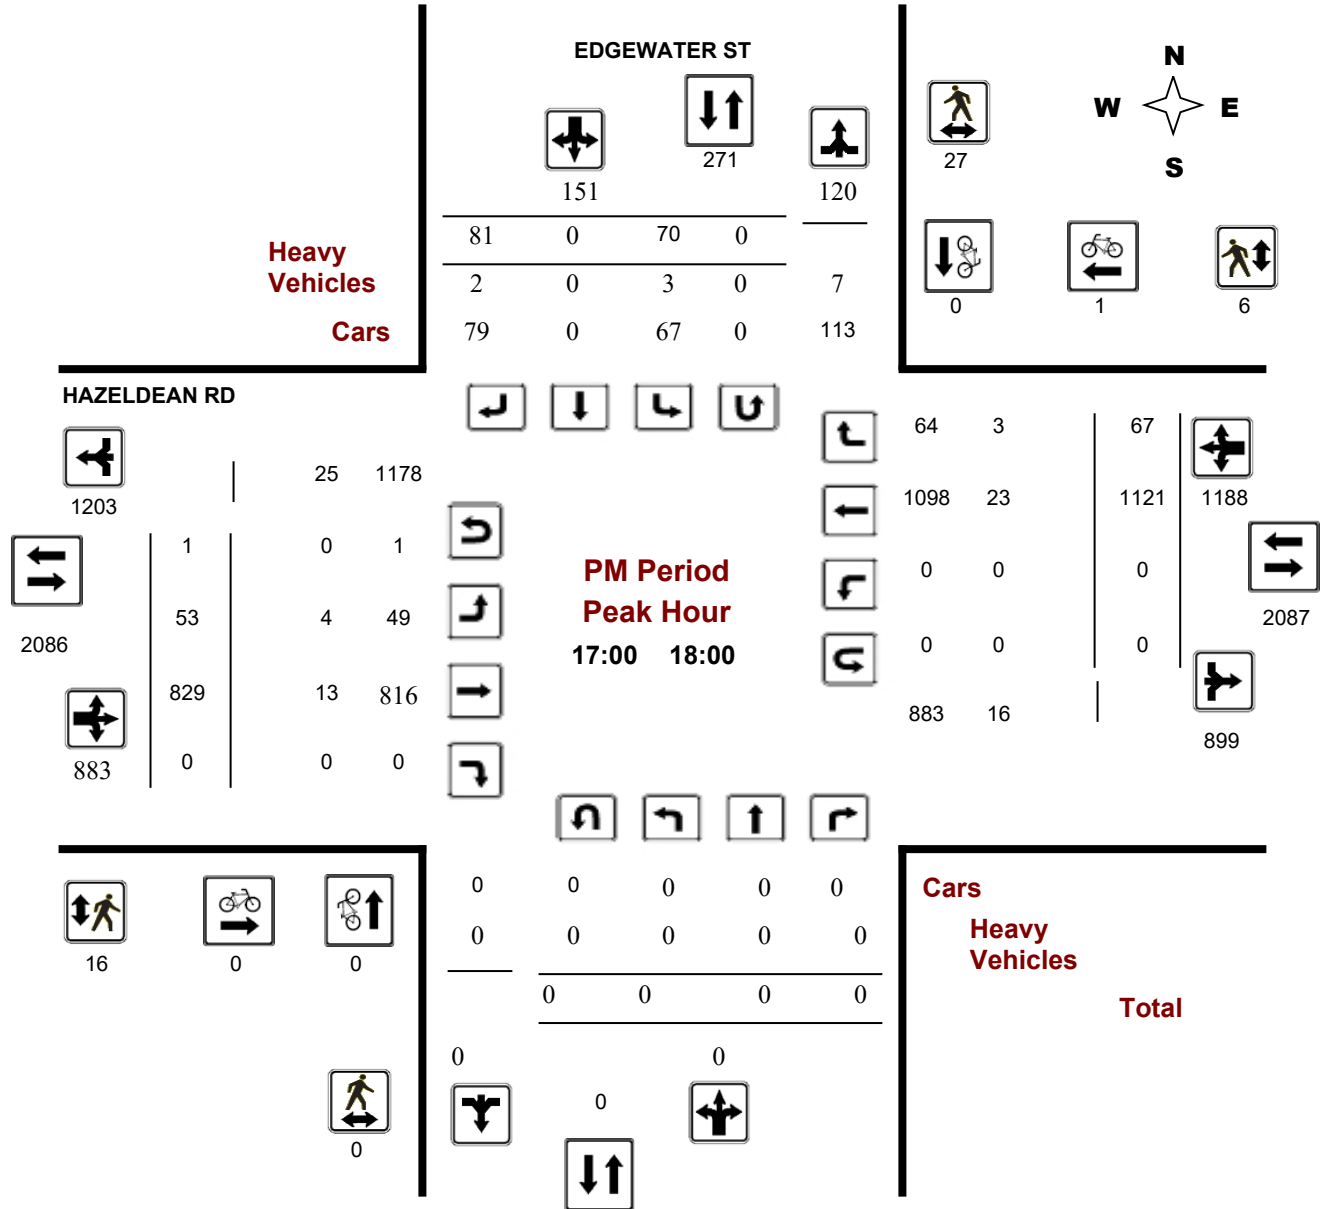 EDGEWATER ST
N
W E
S
271
27
151
120
81 0 70 0
Heavy
Vehicles
2 0 3 0 7
0 1 6
Cars
79 0 67 0 113
HAZELDEAN RD
64 3 67
25 1178
1203
1098 23 1121 1188
1 0 1
PM Period
0 0 0
Peak Hour
53 4 49
2087
2086
17:00 18:00
0 0 0
829 13 816
883 16
899
883 0 0 0
0 0 0 0 0
Cars
0 0 0 0 0
Heavy
Vehicles
16 0 0
0 0 0 0
Total
0 0
0
0